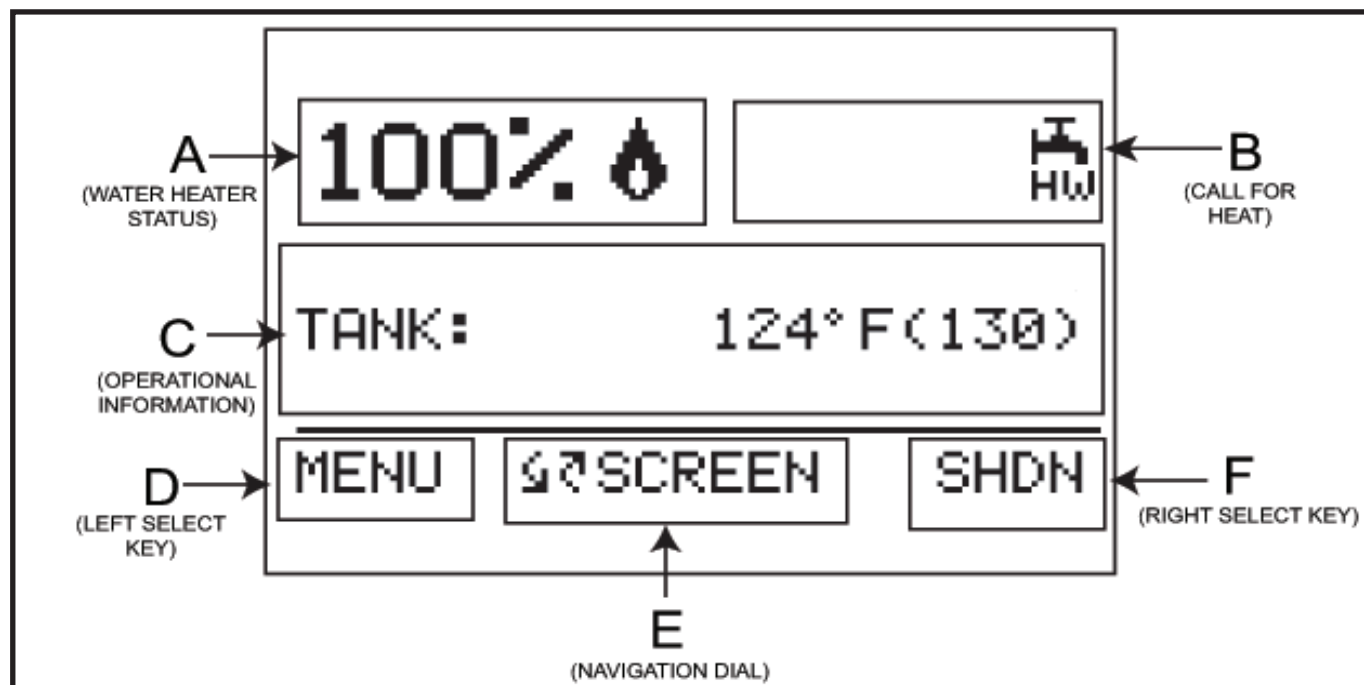 100%
HW
A
(WATER HEATER
STATUS)
B
(CALL FOR
HEAT)
TANK: 124°F(130)
C
(OPERATIONAL
INFORMATION)
MENU SCREEN SHDN
D
(LEFT SELECT
KEY)
F
(RIGHT SELECT KEY)
E
(NAVIGATION DIAL)